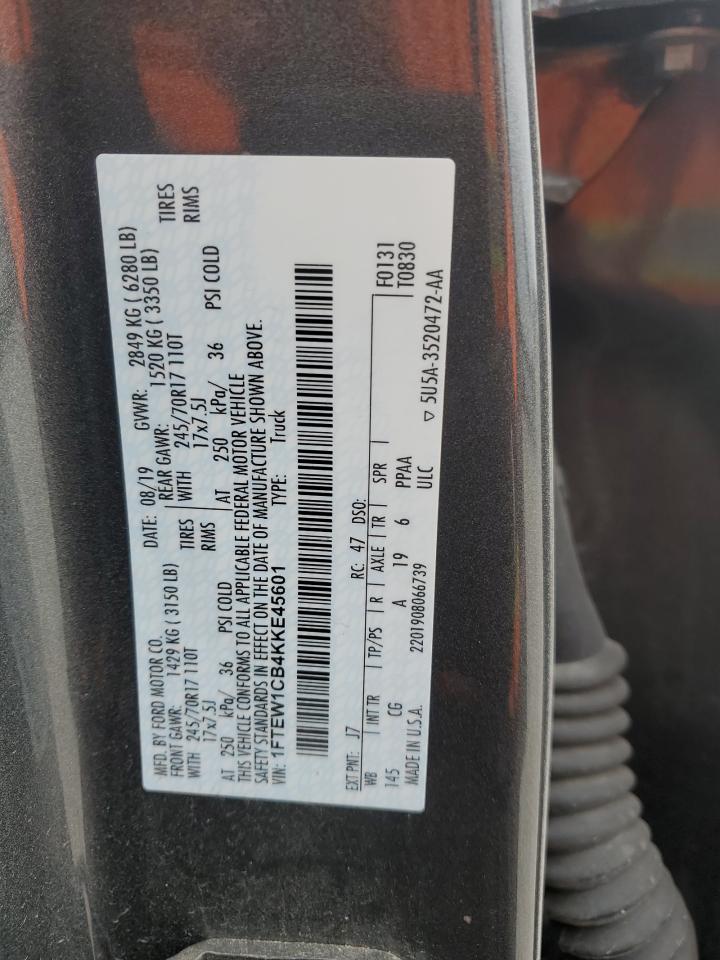 MFD. BY FORD MOTOR CO.
DATE: 08/19 GVWR: 2849 KG ( 6280 LB)
FRONT GAWR: 1429 KG ( 3150 LB) REAR GAWR: 1520 KG ( 3350 LB)
WITH 245/70R17 110T TIRES WITH 245/70R17 110T TIRES
17x7.5J RIMS 17x7.5J RIMS
AT 250 kPa/ 36 PSI COLD AT 250 kPa/ 36 PSI COLD
THIS VEHICLE CONFORMS TO ALL APPLICABLE FEDERAL MOTOR VEHICLE
SAFETY STANDARDS IN EFFECT ON THE DATE OF MANUFACTURE SHOWN ABOVE.
VIN: 1FTEW1CB4KKE45601 TYPE: Truck
EXT PNT: J7 RC: 47 DSO: F0131
WB INT TR TP/PS R AXLE TR SPR T0830
145 CG A 19 6 PPAA
MADE IN U.S.A. 2201908066739 ULC ▽ 5U5A-3520472-AA